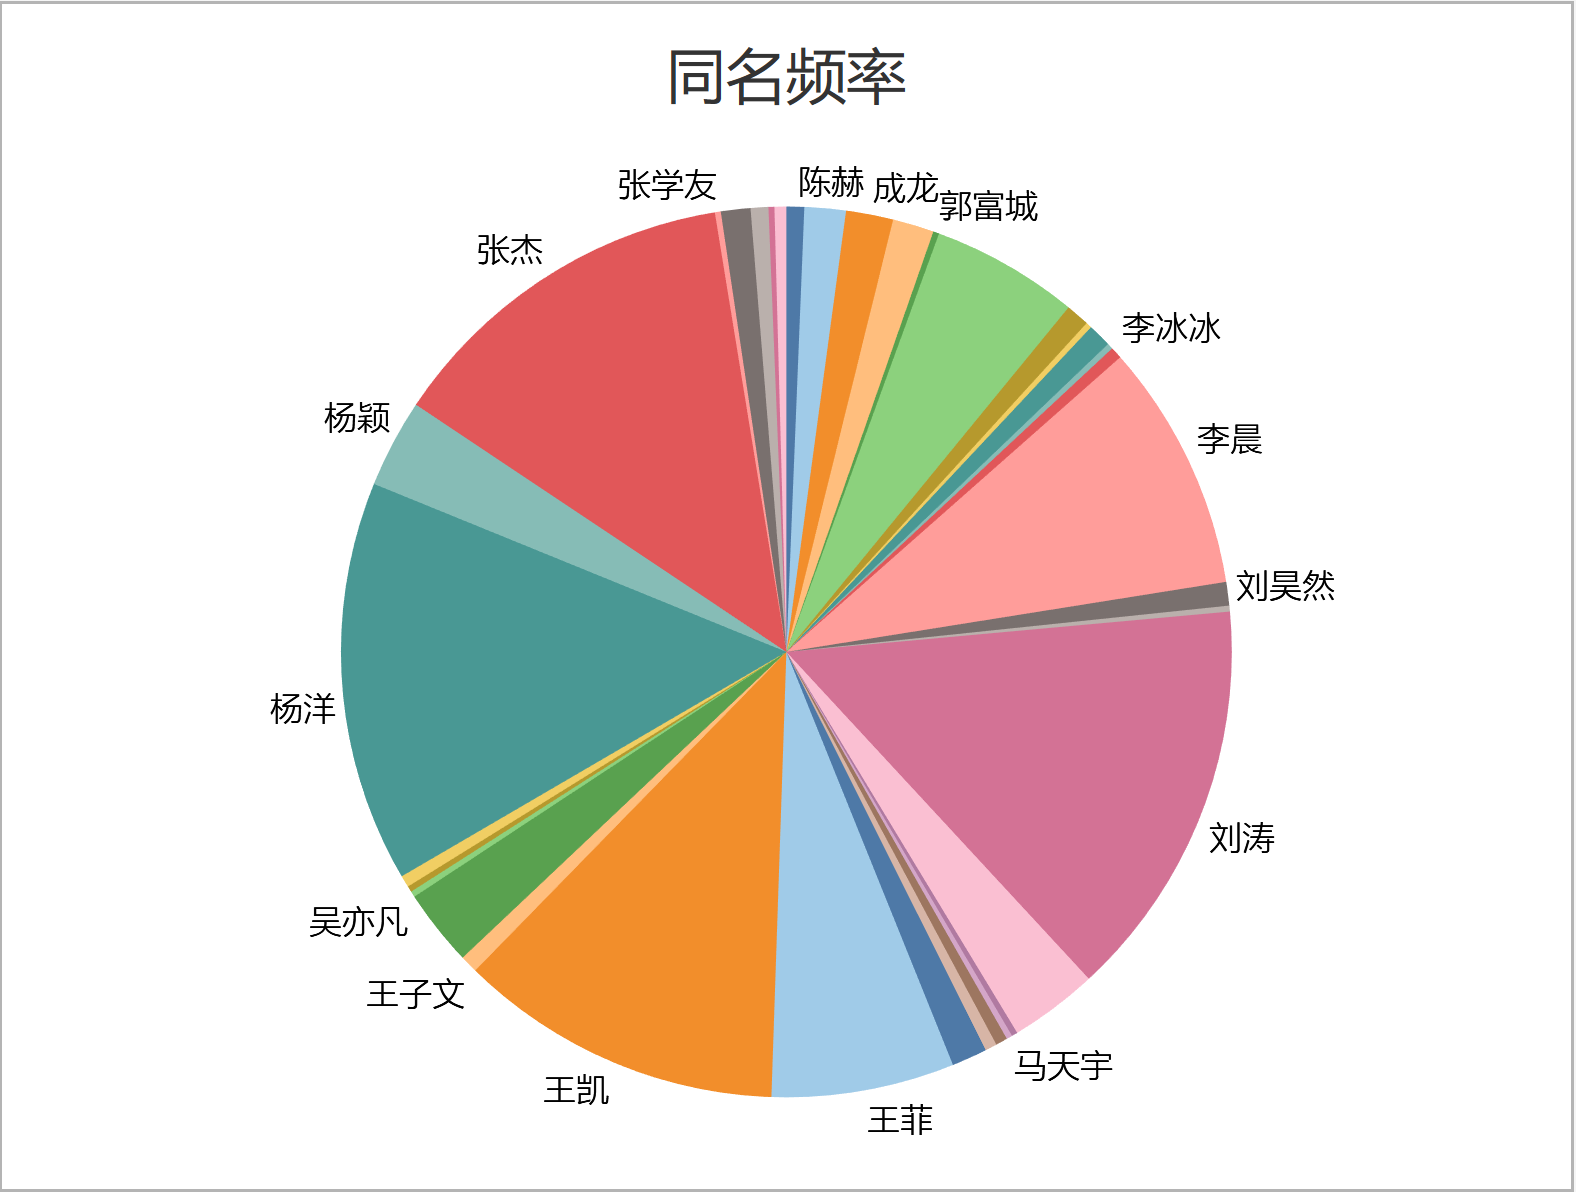 同名频率
张学友
陈赫
成龙
郭富城
张杰
李冰冰
杨颖
李晨
刘昊然
杨洋
刘涛
吴亦凡
王子文
马天宇
王凯
王菲